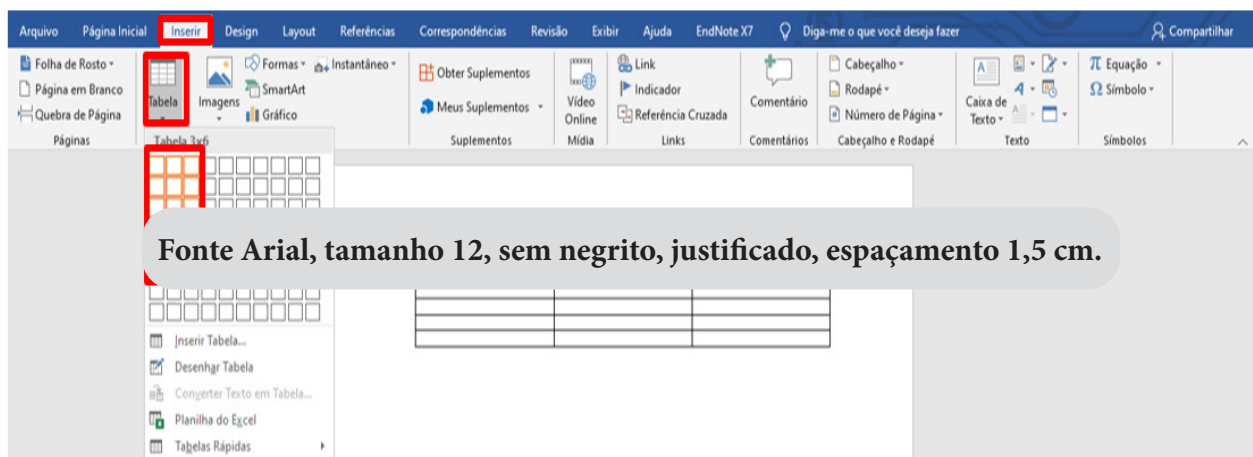 Arquivo Página Inicial Inserir Design Layout Referências Correspondências Revisão Exibir Ajuda EndNote X7 Diga-me o que você deseja fazer Compartilhar
Folha de Rosto
Página em Branco
Quebra de Página
Páginas
Tabela
Imagens
Formas
SmartArt
Gráfico
Instantâneo
Obter Suplementos
Meus Suplementos
Suplementos
Vídeo
Online
Mídia
Link
Indicador
Referência Cruzada
Links
Comentário
Comentários
Cabeçalho
Rodapé
Número de Página
Cabeçalho e Rodapé
A
A
A
Caixa de
Texto
Texto
π Equação
Ω Símbolo
Símbolos
Tabela 3x6
Fonte Arial, tamanho 12, sem negrito, justificado, espaçamento 1,5 cm.
Inserir Tabela...
Desenhar Tabela
Converter Texto em Tabela...
Planilha do Excel
Tabelas Rápidas